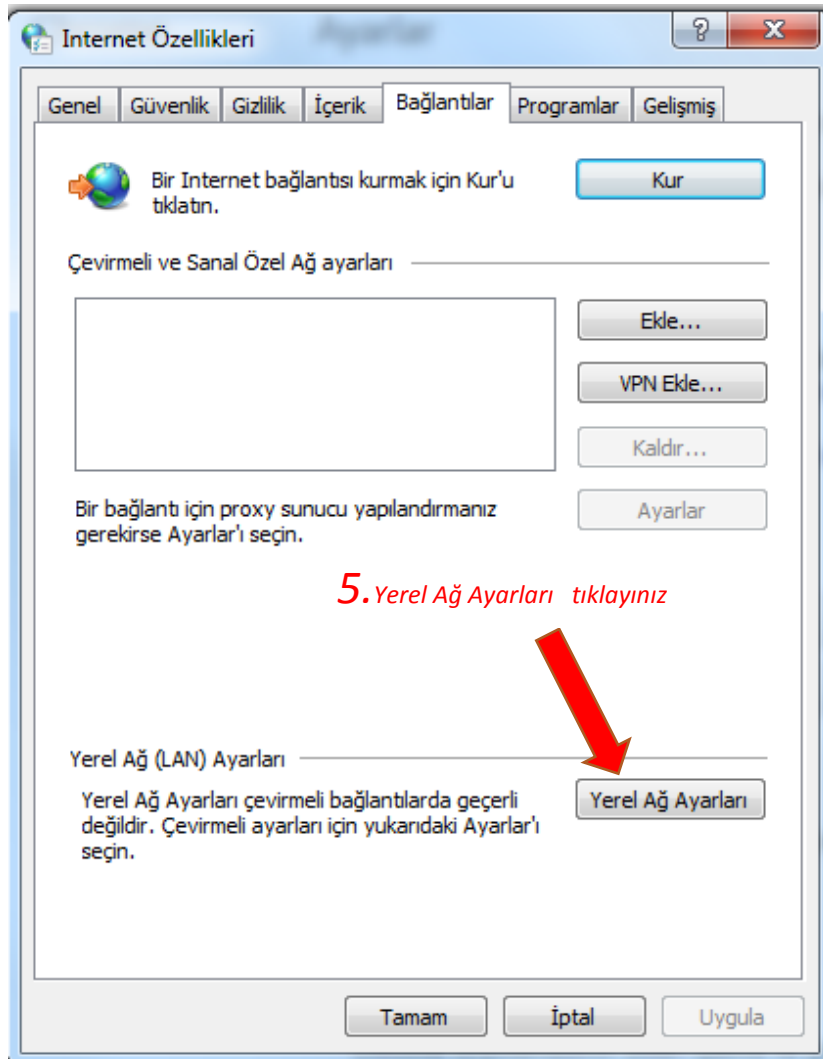 Internet Özellikleri
Genel Güvenlik Gizlilik İçerik Bağlantılar Programlar Gelişmiş
Bir Internet bağlantısı kurmak için Kur'u
tıklatın.
Kur
Çevirmeli ve Sanal Özel Ağ ayarları
Ekle...
VPN Ekle...
Kaldır...
Bir bağlantı için proxy sunucu yapılandırmanız
gerekirse Ayarlar'ı seçin.
Ayarlar
5.Yerel Ağ Ayarları tıklayınız
Yerel Ağ (LAN) Ayarları
Yerel Ağ Ayarları çevirmeli bağlantılarda geçerli
değildir. Çevirmeli ayarları için yukarıdaki Ayarlar'ı
seçin.
Yerel Ağ Ayarları
Tamam İptal Uygula